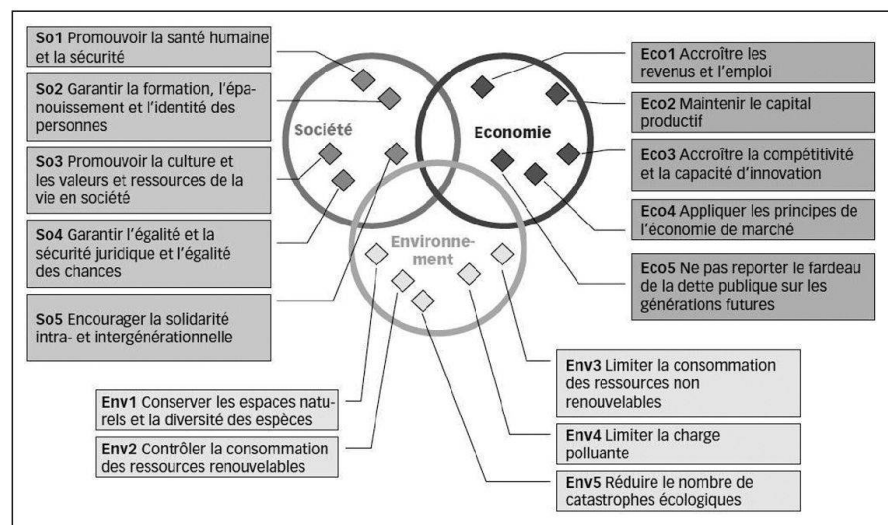 So1 Promouvoir la santé humaine
et la sécurité
So2 Garantir la formation, l'épa-
nouissement et l'identité des
personnes
So3 Promouvoir la culture et
les valeurs et ressources de la
vie en société
So4 Garantir l'égalité et la
sécurité juridique et l'égalité
des chances
So5 Encourager la solidarité
intra- et intergénérationnelle
Société
Economie
Environne-
ment
Eco1 Accroître les
revenus et l'emploi
Eco2 Maintenir le capital
productif
Eco3 Accroître la compétitivité
et la capacité d'innovation
Eco4 Appliquer les principes de
l'économie de marché
Eco5 Ne pas reporter le fardeau
de la dette publique sur les
générations futures
Env1 Conserver les espaces natu-
rels et la diversité des espèces
Env2 Contrôler la consommation
des ressources renouvelables
Env3 Limiter la consommation
des ressources non
renouvelables
Env4 Limiter la charge
polluante
Env5 Réduire le nombre de
catastrophes écologiques